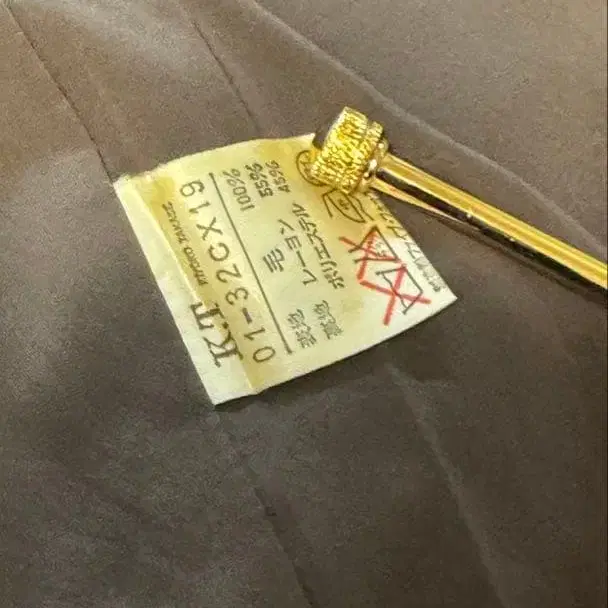 K.T
KIYOKO TAKASE
01-32CX19
表地 毛 100%
裏地 レーヨン 55%
ポリエステル 45%